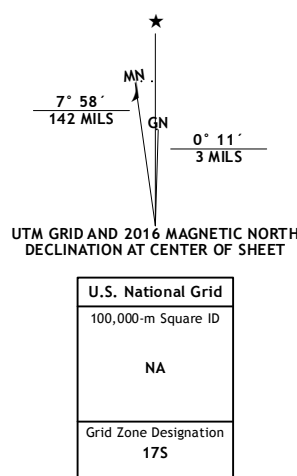 MN
7° 58´
142 MILS
GN
0° 11´
3 MILS
UTM GRID AND 2016 MAGNETIC NORTH
DECLINATION AT CENTER OF SHEET
U.S. National Grid
100,000-m Square ID
NA
Grid Zone Designation
17S